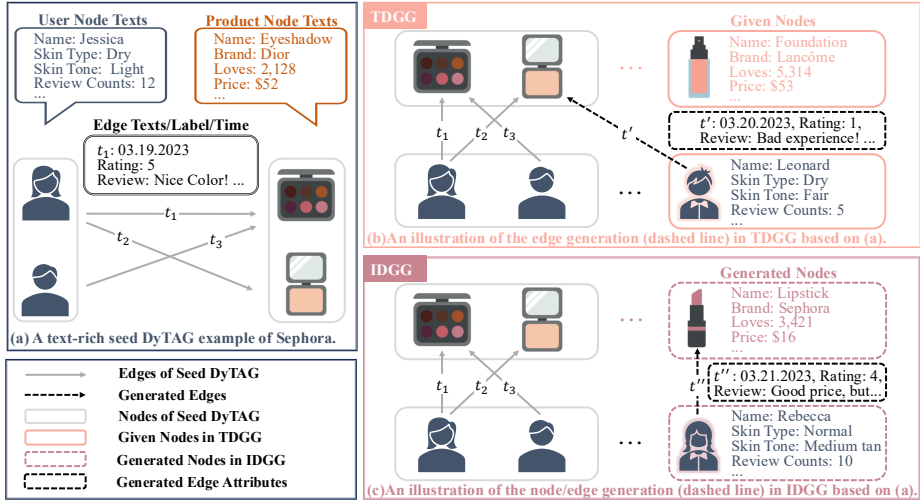 User Node Texts
Name: Jessica
Skin Type: Dry
Skin Tone: Light
Review Counts: 12
...
Product Node Texts
Name: Eyeshadow
Brand: Dior
Loves: 2,128
Price: $52
...
Edge Texts/Label/Time
t₁: 03.19.2023
Rating: 5
Review: Nice Color! ...
t₁
t₂
t₃
(a) A text-rich seed DyTAG example of Sephora.
Edges of Seed DyTAG
Generated Edges
Nodes of Seed DyTAG
Given Nodes in TDGG
Generated Nodes in IDGG
Generated Edge Attributes
TDGG
Given Nodes
...
Name: Foundation
Brand: Lancôme
Loves: 5,314
Price: $53
...
t₁
t₂
t₃
t'
t': 03.20.2023, Rating: 1,
Review: Bad experience! ...
...
Name: Leonard
Skin Type: Dry
Skin Tone: Fair
Review Counts: 5
...
(b)An illustration of the edge generation (dashed line) in TDGG based on (a).
IDGG
Generated Nodes
...
Name: Lipstick
Brand: Sephora
Loves: 3,421
Price: $16
...
t₁
t₂
t₃
t''
t'': 03.21.2023, Rating: 4,
Review: Good price, but...
...
Name: Rebecca
Skin Type: Normal
Skin Tone: Medium tan
Review Counts: 10
...
(c)An illustration of the node/edge generation (dashed line) in IDGG based on (a).